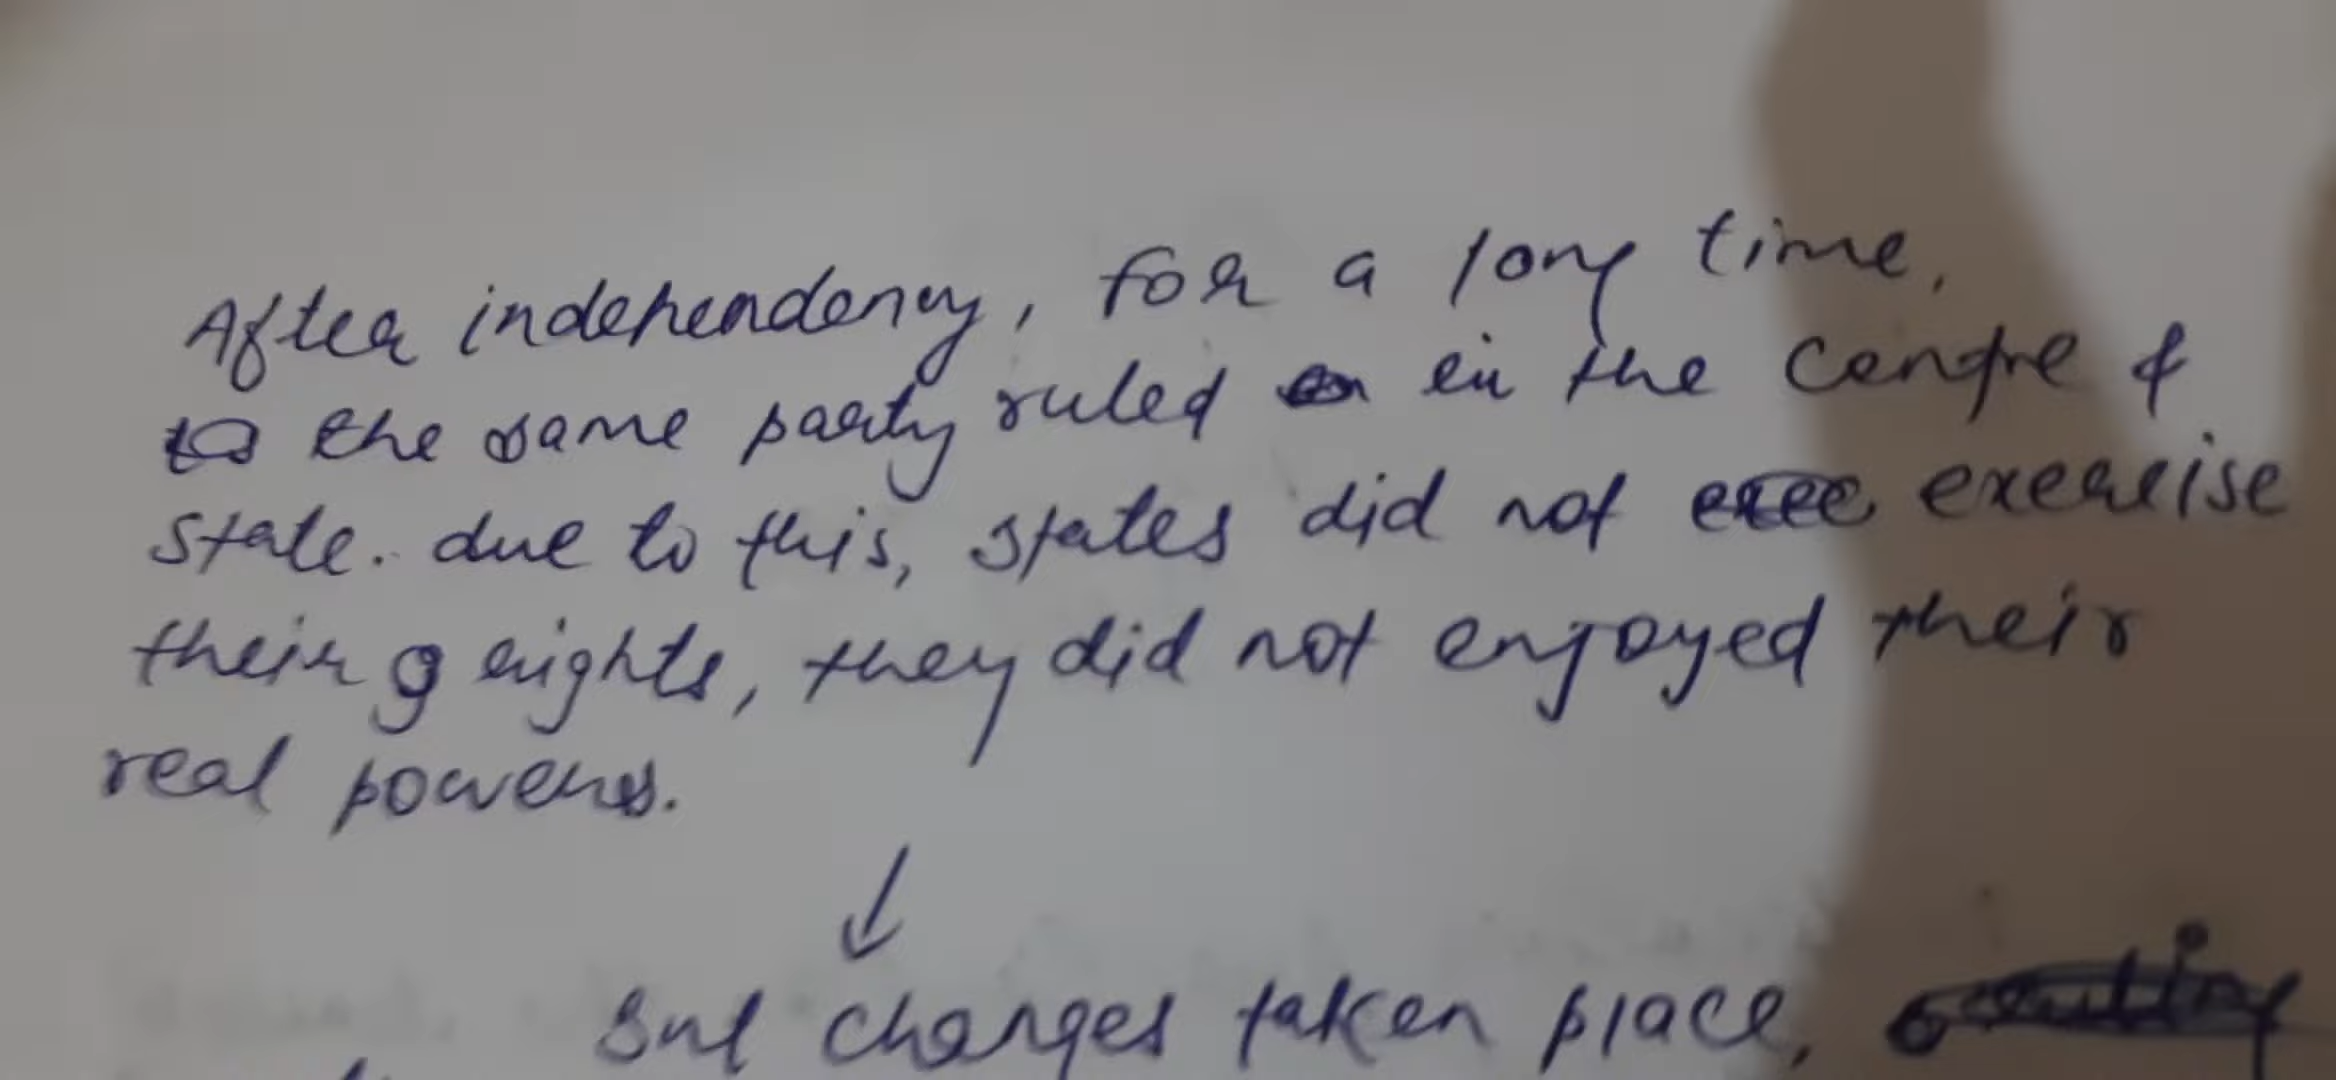 After independency, for a long time,
the same party ruled in the Centre &
state. due to this, states did not exercise
their rights, they did not enjoyed their
real powers.
↓
But changes taken place,